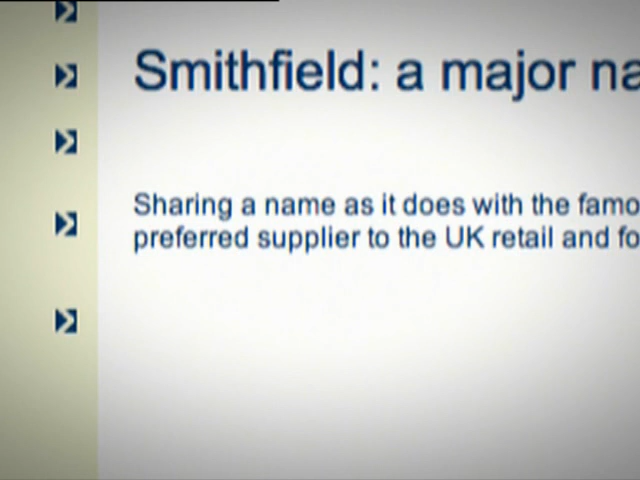 Smithfield: a major na
Sharing a name as it does with the famo
preferred supplier to the UK retail and fo